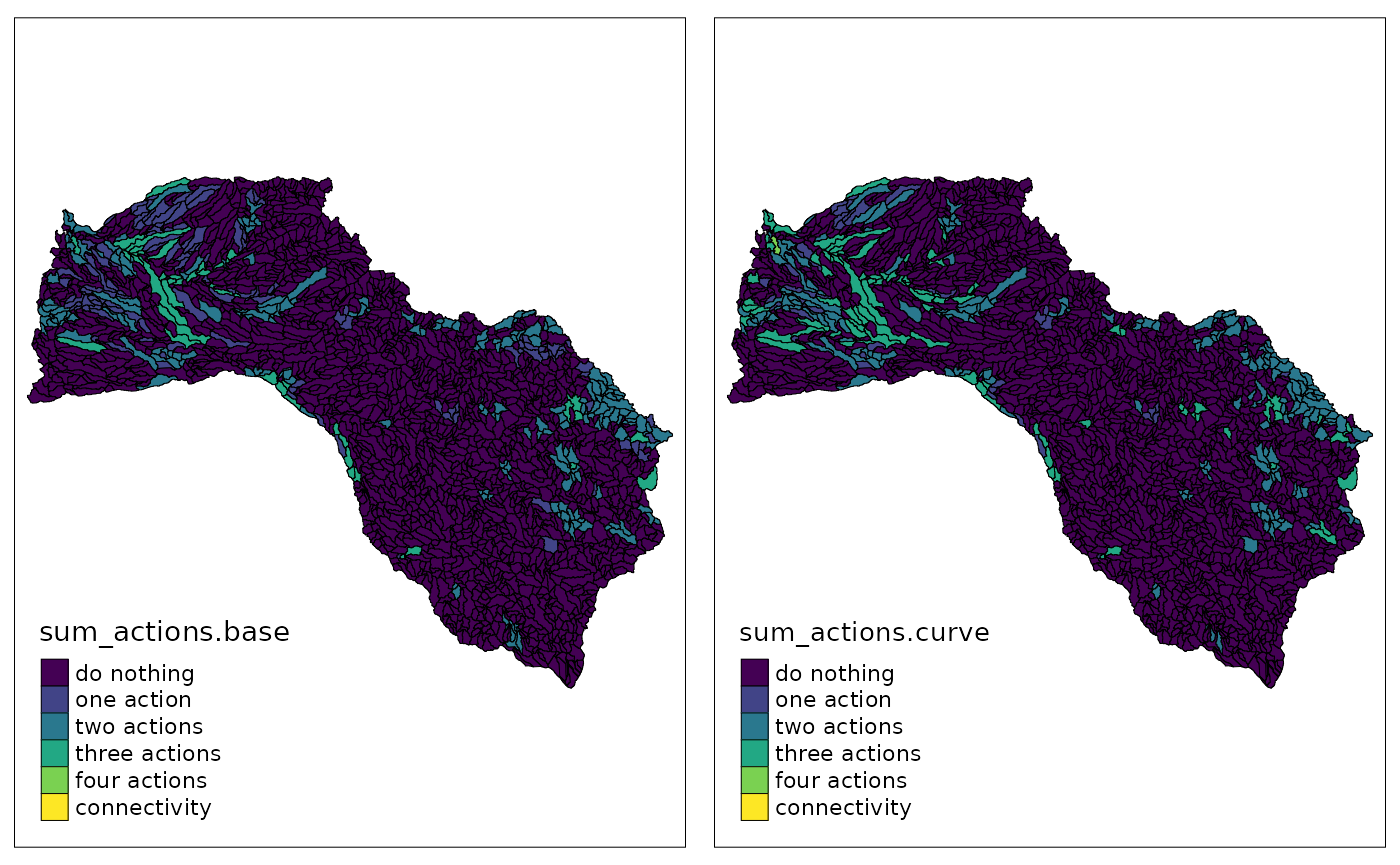 sum_actions.base
do nothing
one action
two actions
three actions
four actions
connectivity
sum_actions.curve
do nothing
one action
two actions
three actions
four actions
connectivity